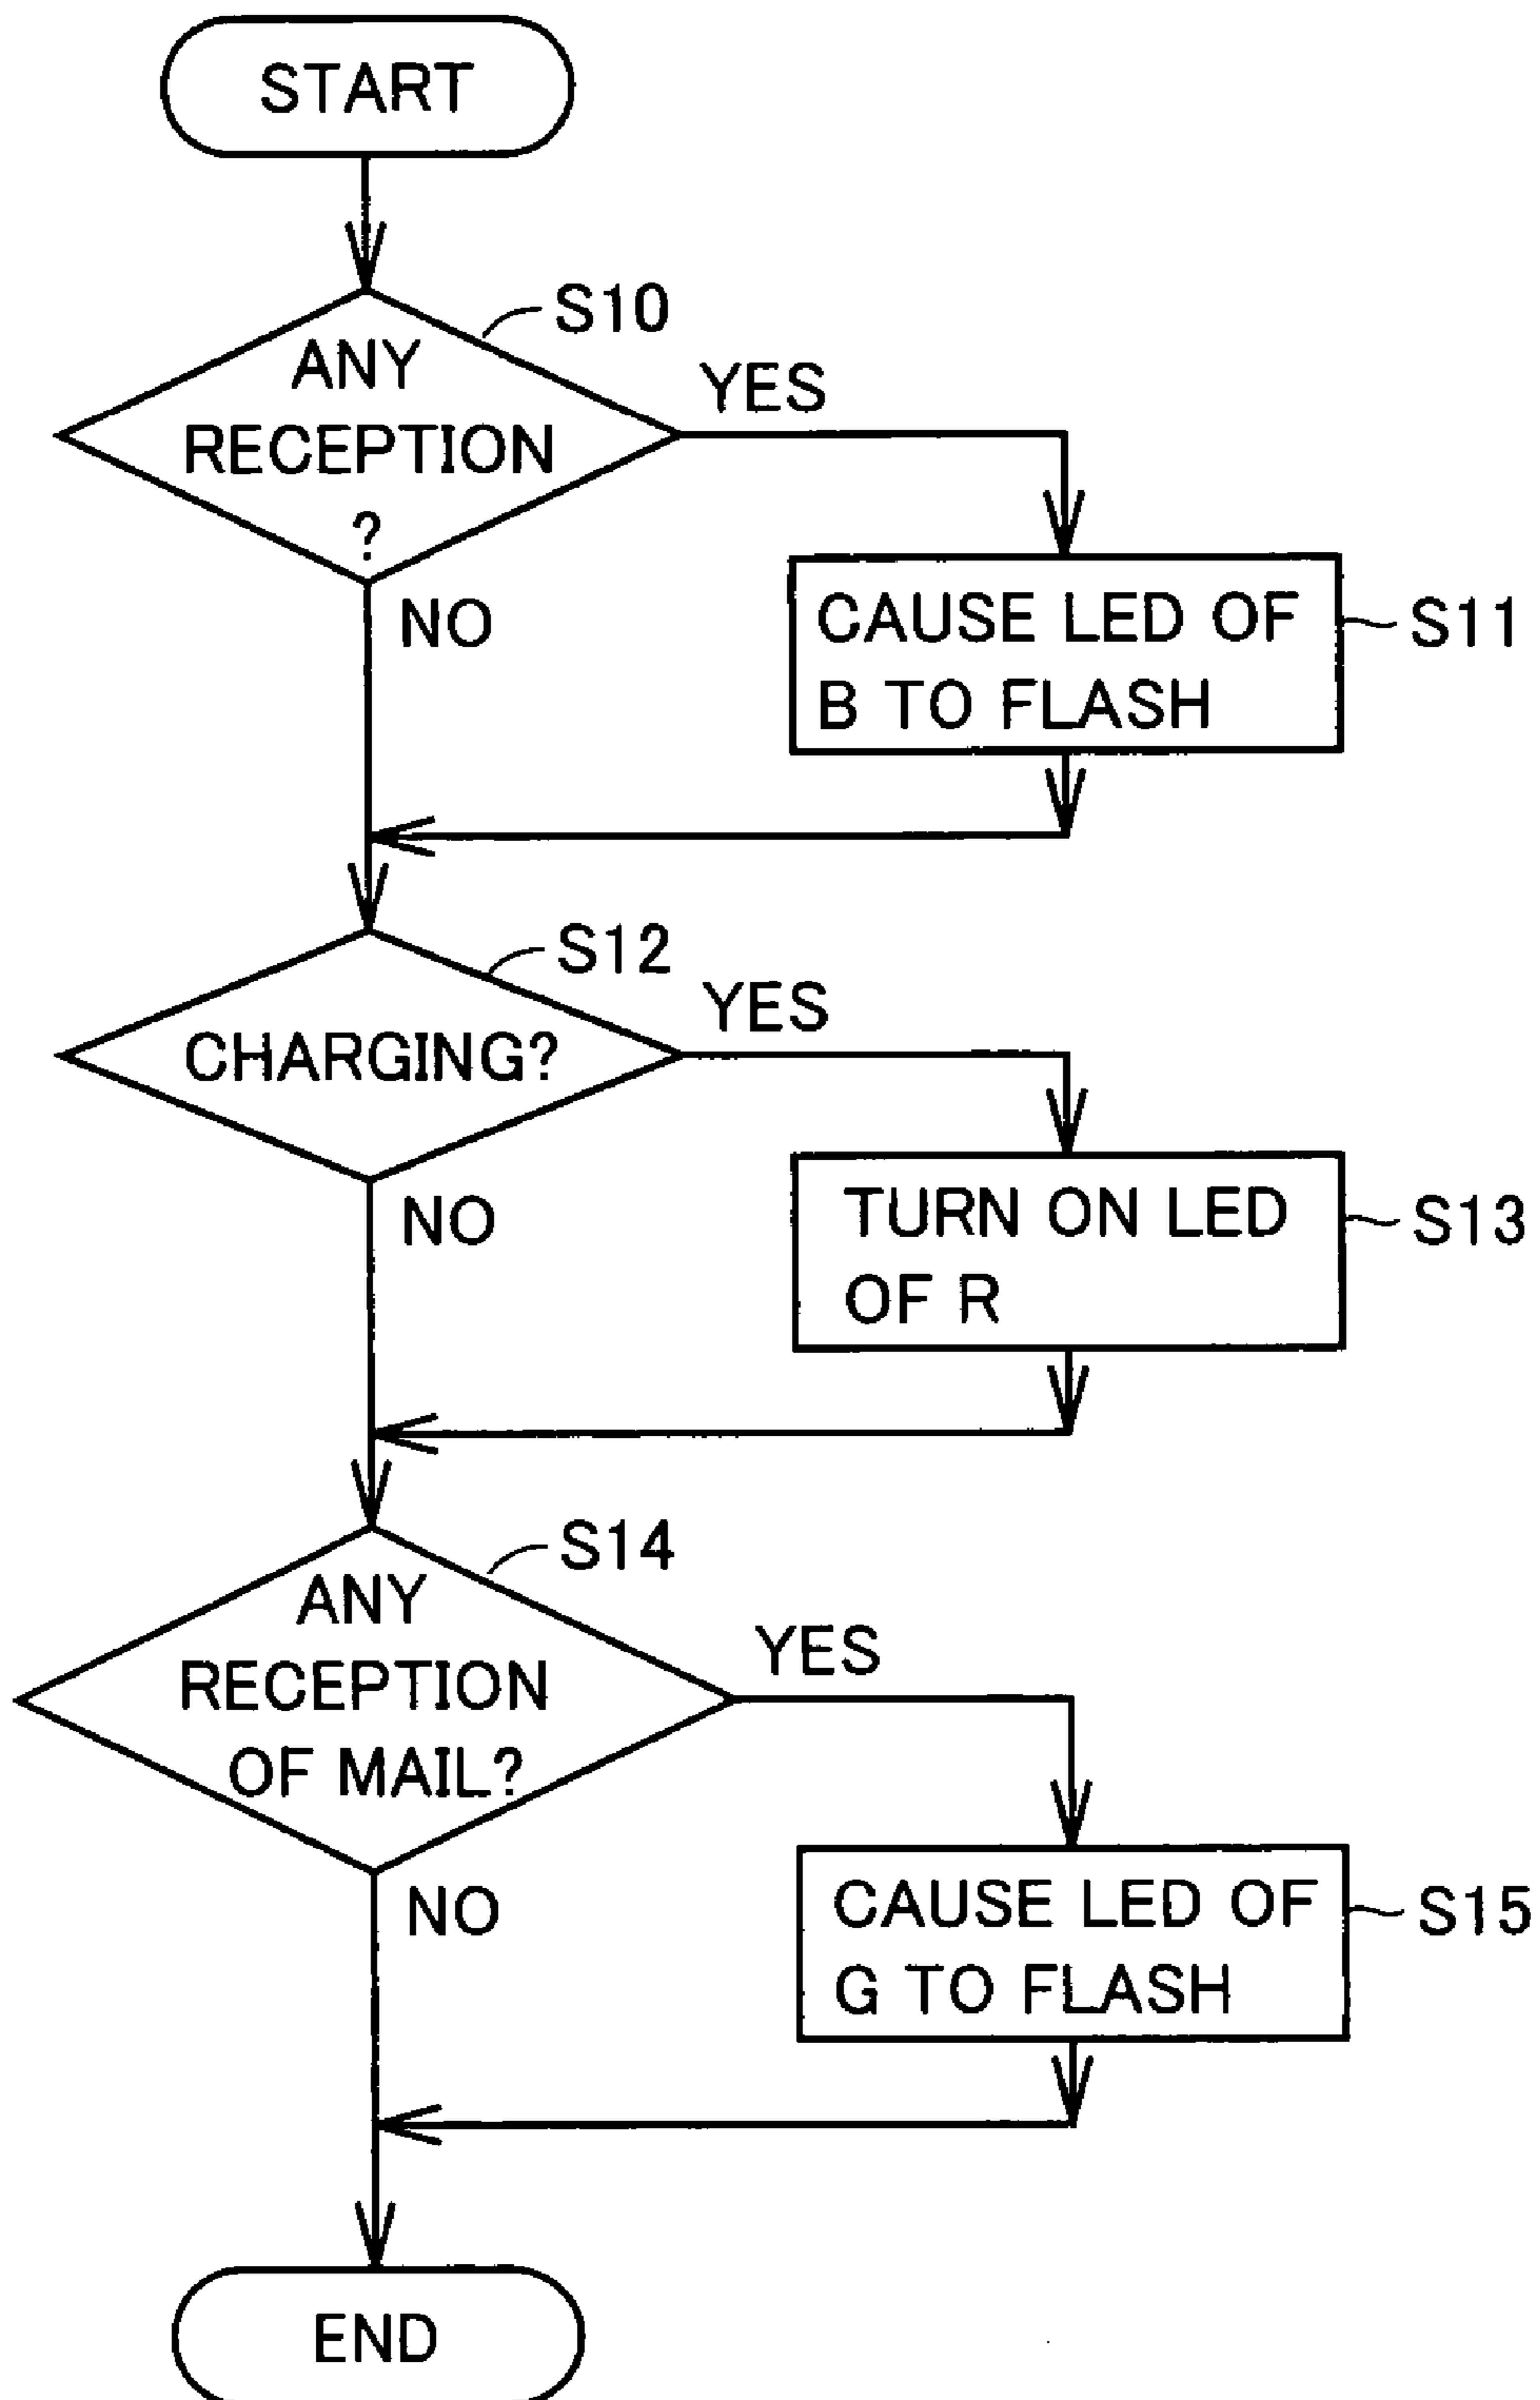 START
S10
ANY
RECEPTION
?
YES
NO
CAUSE LED OF
B TO FLASH
S11
S12
CHARGING?
YES
NO
TURN ON LED
OF R
S13
S14
ANY
RECEPTION
OF MAIL?
YES
NO
CAUSE LED OF
G TO FLASH
S15
END